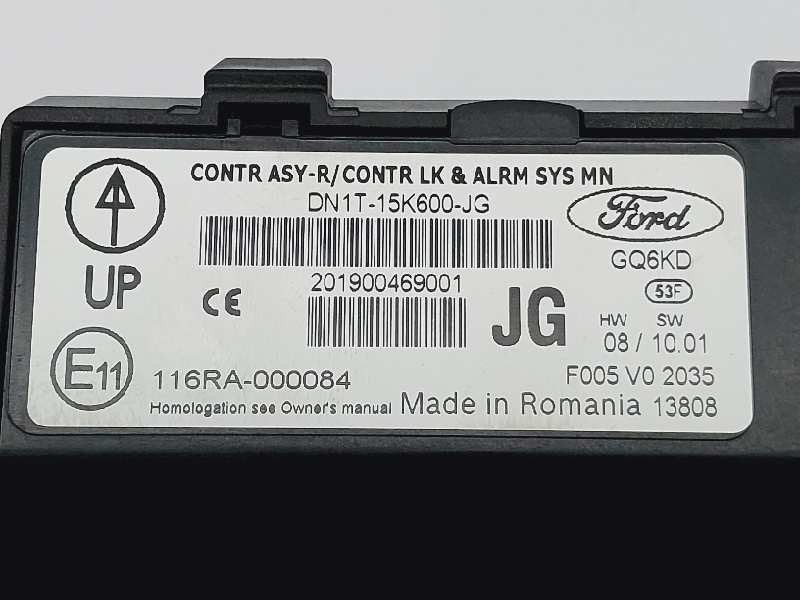 CONTR ASY-R/CONTR LK & ALRM SYS MN
DN1T-15K600-JG
Ford
UP
CE
201900469001
JG
GQ6KD
53F
HW SW
08 / 10.01
E11
116RA-000084
F005 V0 2035
Homologation see Owner's manual Made in Romania 13808